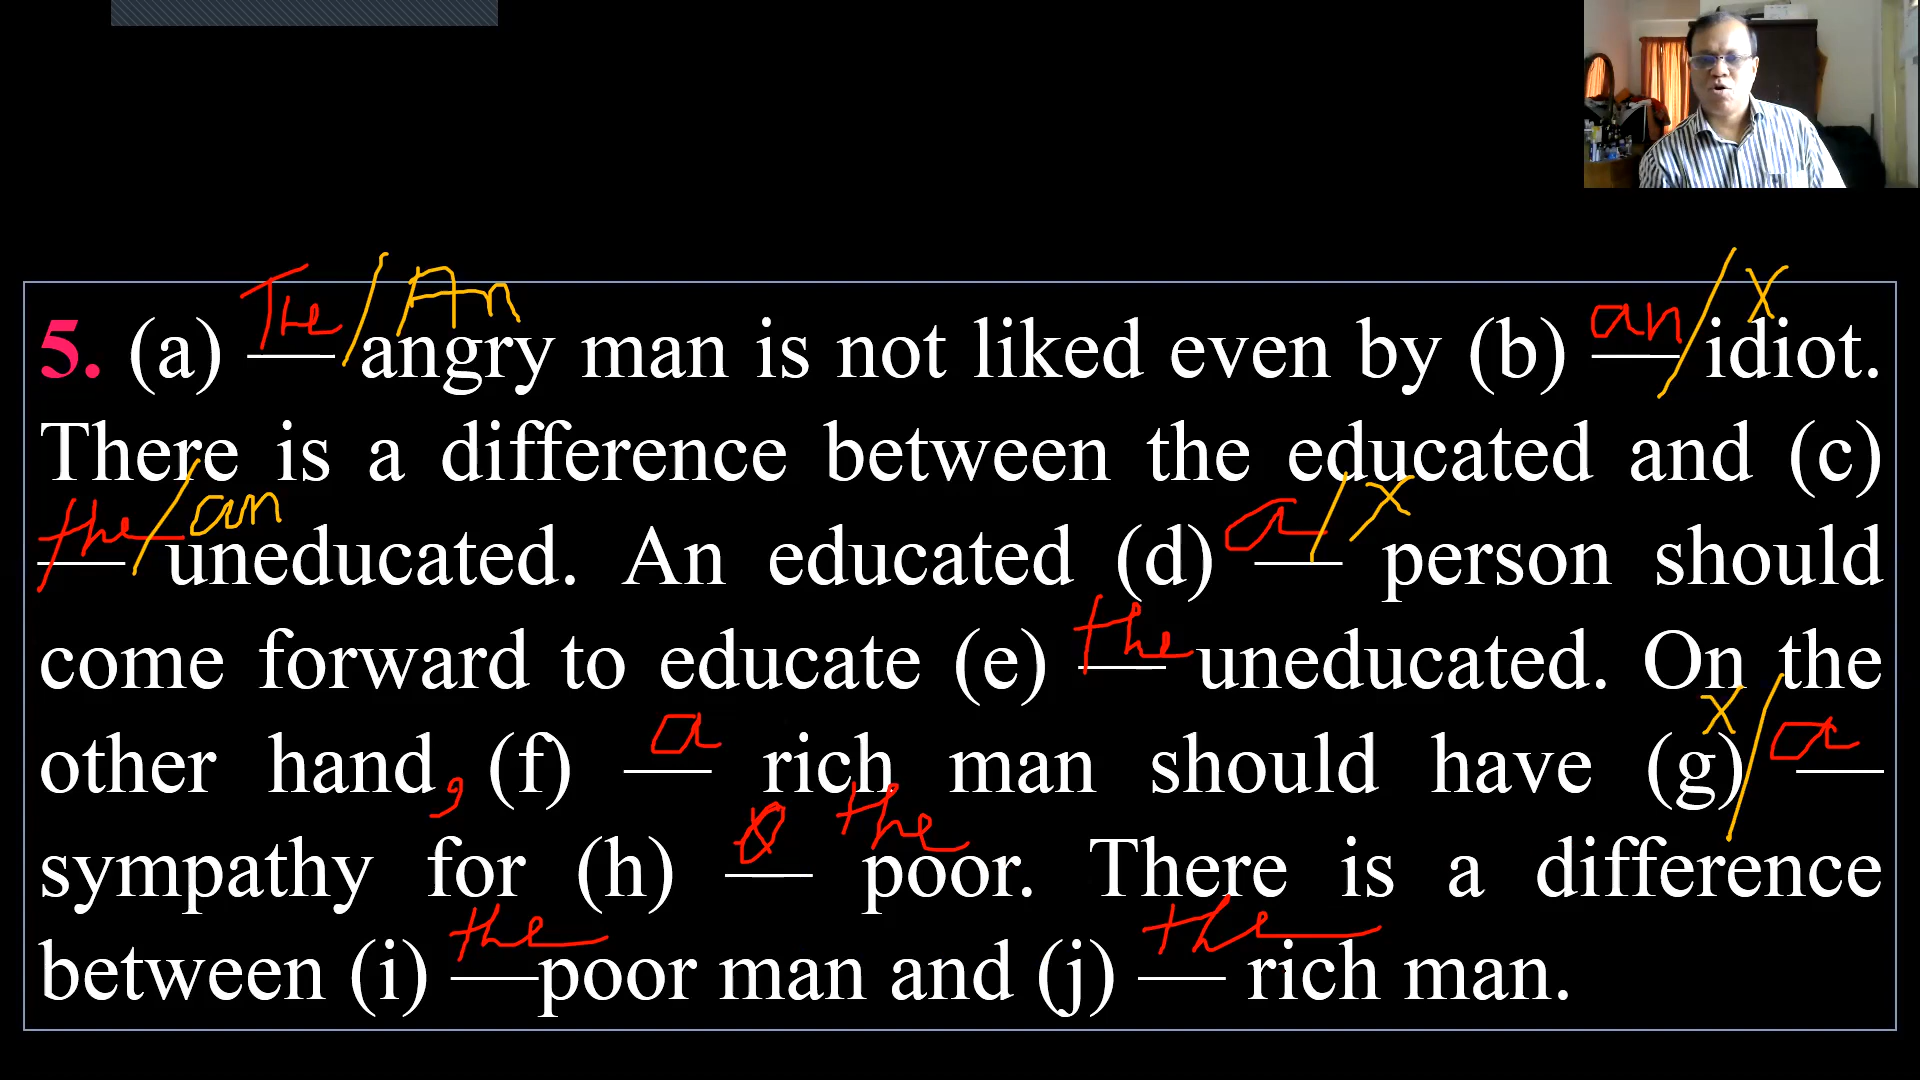 The / An an / x
5. (a) — angry man is not liked even by (b) — idiot.
There is a difference between the educated and (c)
the / an a / x
— uneducated. An educated (d) — person should
the
come forward to educate (e) — uneducated. On the
a x / a
other hand, (f) — rich man should have (g) —
x the
sympathy for (h) — poor. There is a difference
the the
between (i) —poor man and (j) — rich man.